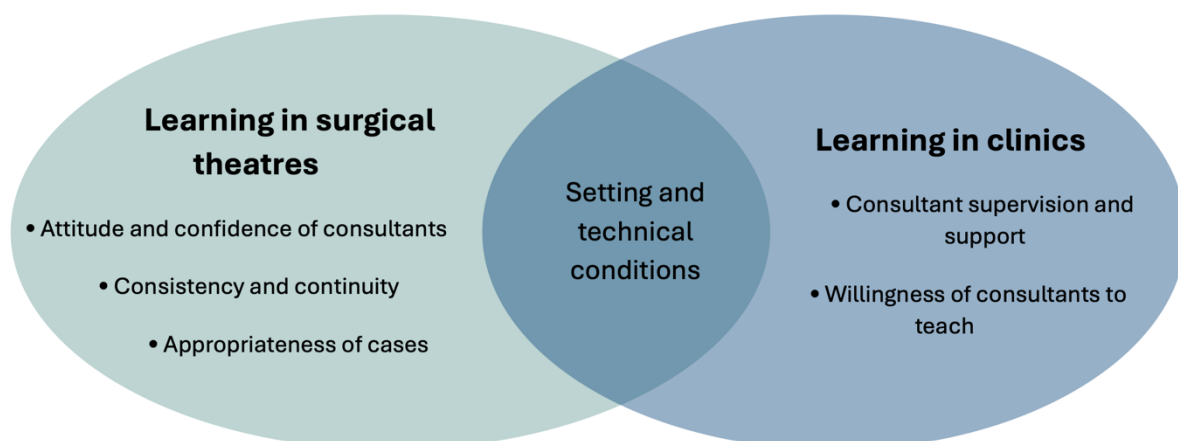 Learning in surgical
theatres
• Attitude and confidence of consultants
• Consistency and continuity
• Appropriateness of cases
Setting and
technical
conditions
Learning in clinics
• Consultant supervision and
support
• Willingness of consultants to
teach